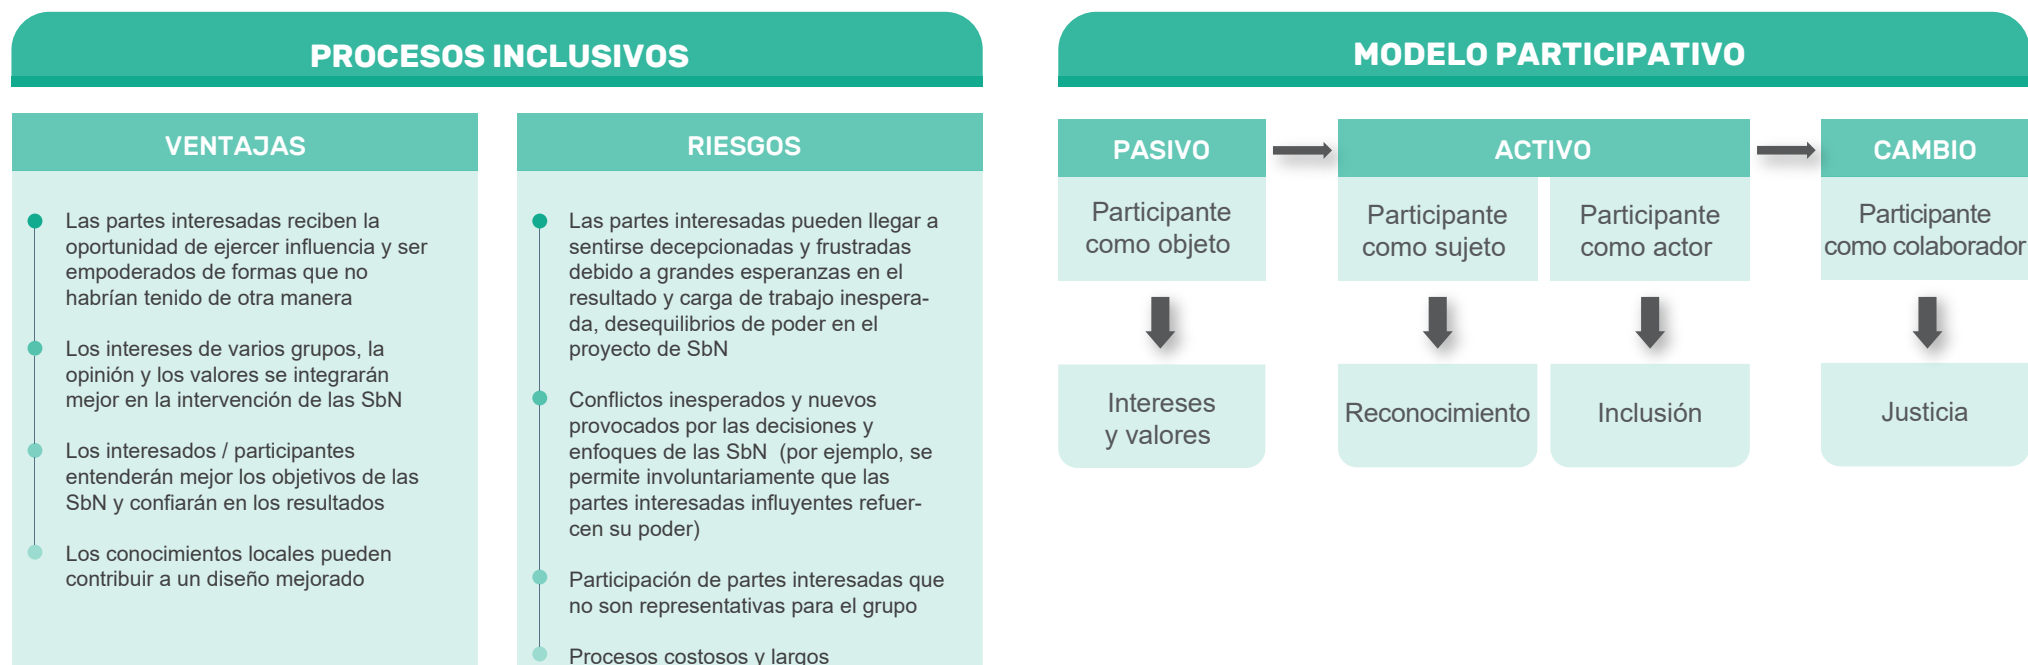 PROCESOS INCLUSIVOS
VENTAJAS
Las partes interesadas reciben la
oportunidad de ejercer influencia y ser
empoderados de formas que no
habrían tenido de otra manera
Los intereses de varios grupos, la
opinión y los valores se integrarán
mejor en la intervención de las SbN
Los interesados / participantes
entenderán mejor los objetivos de las
SbN y confiarán en los resultados
Los conocimientos locales pueden
contribuir a un diseño mejorado
RIESGOS
Las partes interesadas pueden llegar a
sentirse decepcionadas y frustradas
debido a grandes esperanzas en el
resultado y carga de trabajo inespera-
da, desequilibrios de poder en el
proyecto de SbN
Conflictos inesperados y nuevos
provocados por las decisiones y
enfoques de las SbN (por ejemplo, se
permite involuntariamente que las
partes interesadas influyentes refuer-
cen su poder)
Participación de partes interesadas que
no son representativas para el grupo
Procesos costosos y largos
MODELO PARTICIPATIVO
PASIVO
ACTIVO
CAMBIO
Participante
como objeto
Participante
como sujeto
Participante
como actor
Participante
como colaborador
Intereses
y valores
Reconocimiento
Inclusión
Justicia